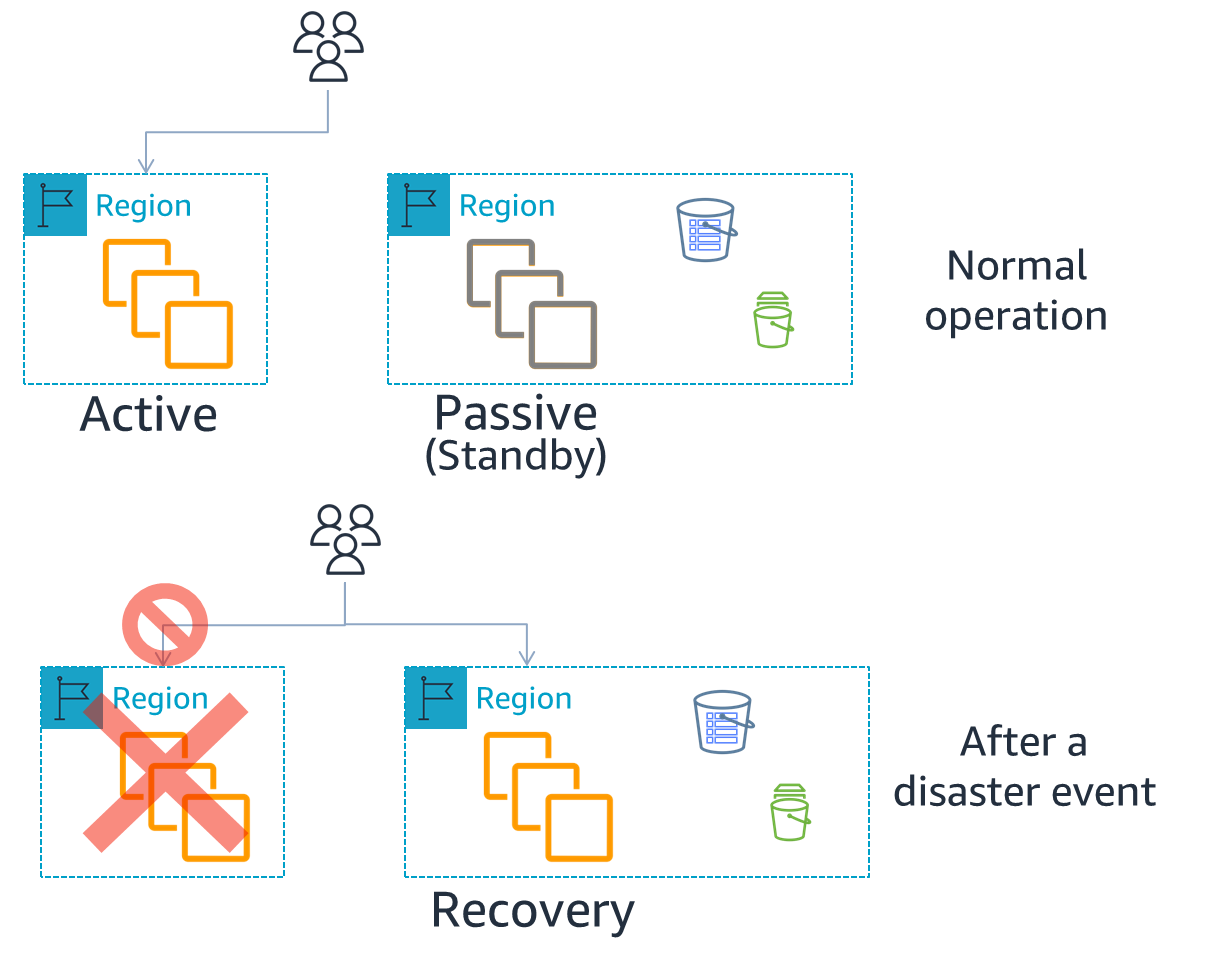 Region
Region
Normal
operation
Active
Passive
(Standby)
Region
Region
After a
disaster event
Recovery